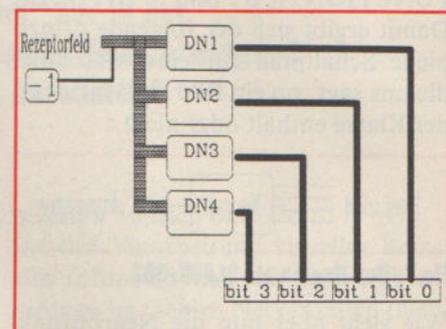 Rezeptorfeld
DN1
- 1
DN2
DN3
DN4
bit 3 bit 2 bit 1 bit 0